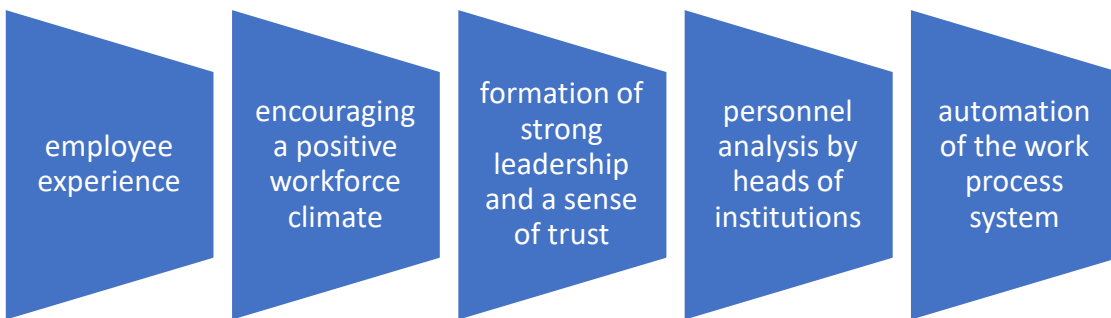 employee
experience
encouraging
a positive
workforce
climate
formation of
strong
leadership
and a sense
of trust
personnel
analysis by
heads of
institutions
automation
of the work
process
system